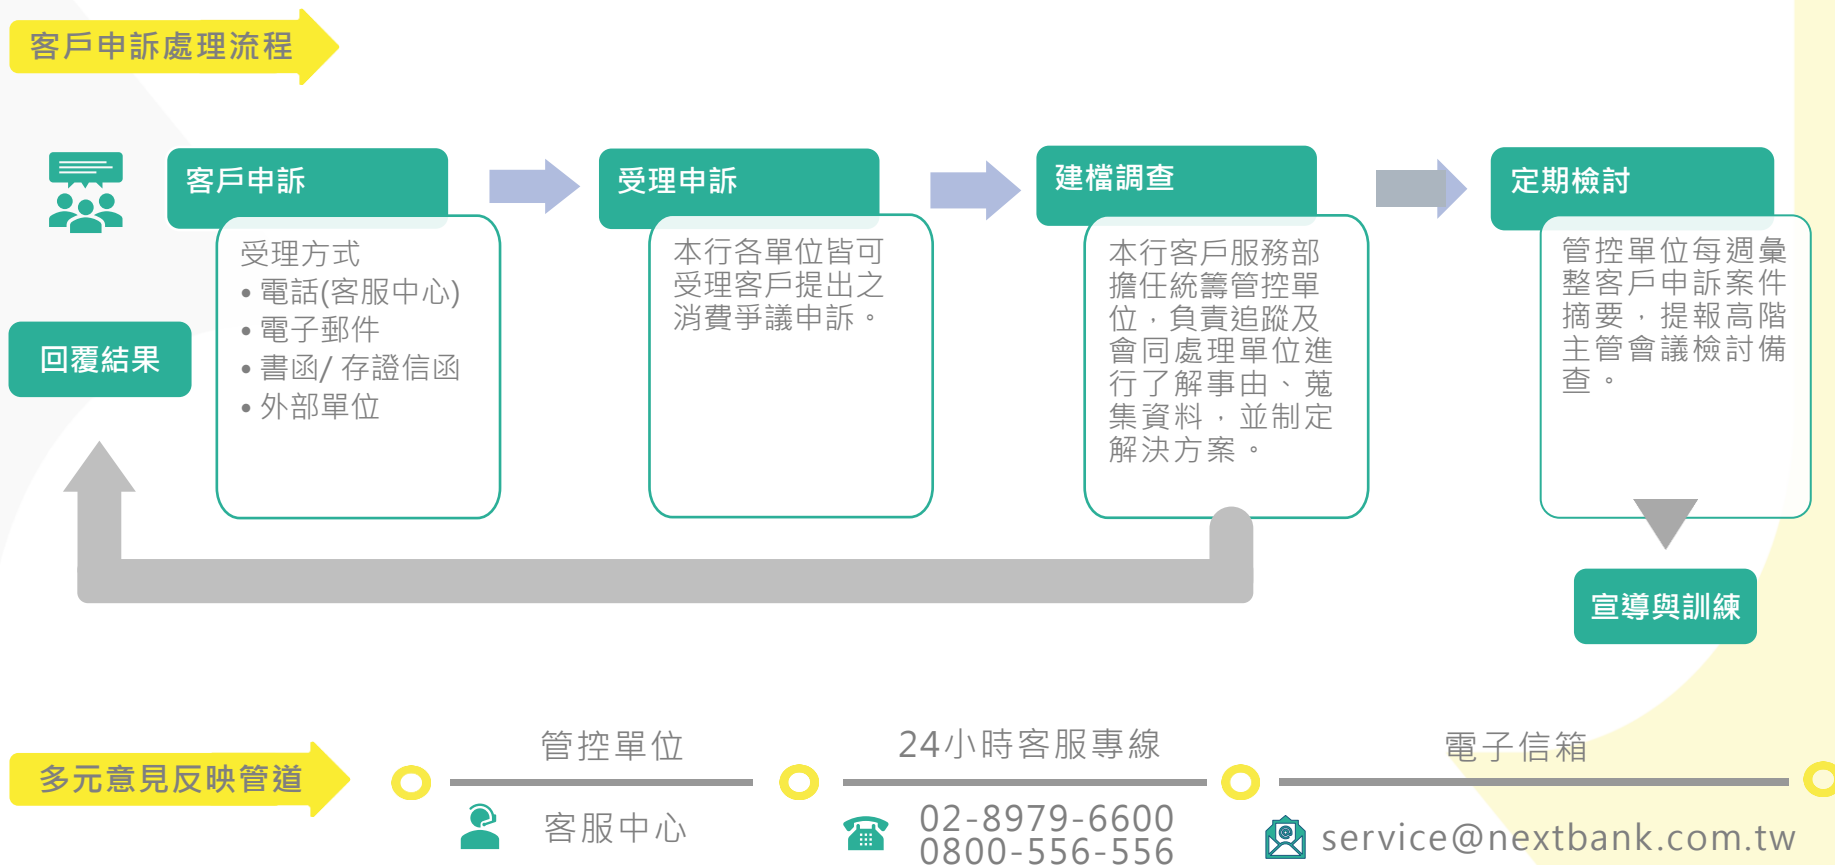 客戶申訴處理流程
客戶申訴
受理方式
• 電話(客服中心)
• 電子郵件
• 書函/ 存證信函
• 外部單位
受理申訴
本行各單位皆可
受理客戶提出之
消費爭議申訴。
建檔調查
本行客戶服務部
擔任統籌管控單
位，負責追蹤及
會同處理單位進
行了解事由、蒐
集資料，並制定
解決方案。
定期檢討
管控單位每週彙
整客戶申訴案件
摘要，提報高階
主管會議檢討備
查。
回覆結果
宣導與訓練
多元意見反映管道
管控單位
客服中心
24小時客服專線
02-8979-6600
0800-556-556
電子信箱
service@nextbank.com.tw